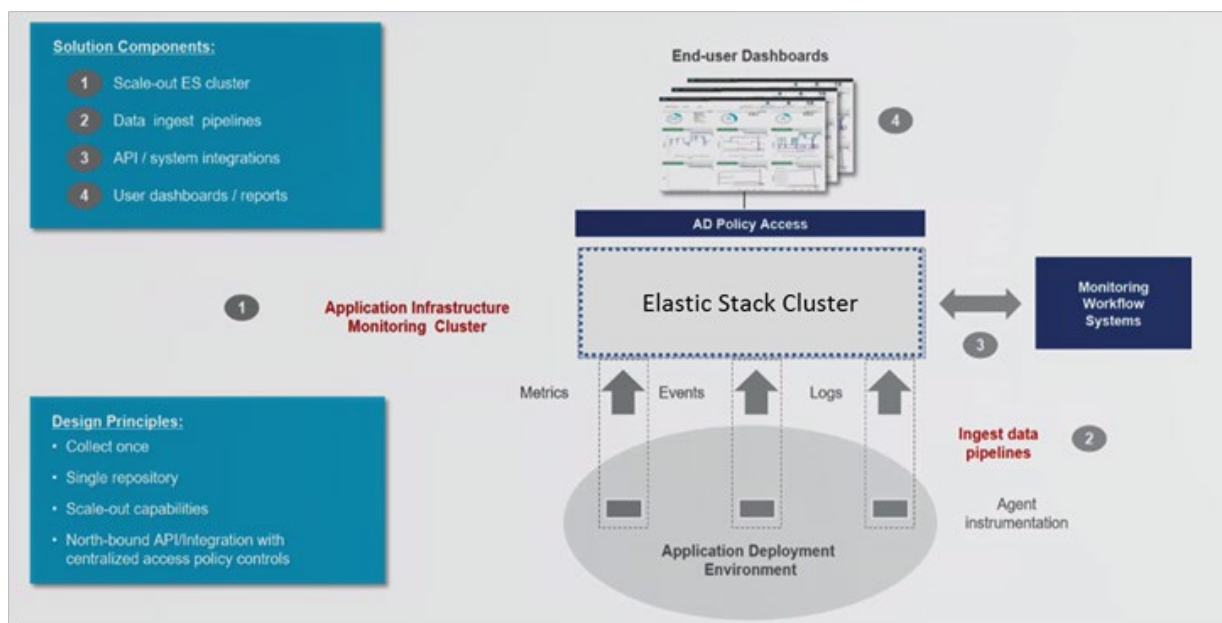 Solution Components:
1 Scale-out ES cluster
2 Data ingest pipelines
3 API / system integrations
4 User dashboards / reports
End-user Dashboards
4
AD Policy Access
Elastic Stack Cluster
Monitoring
Workflow
Systems
3
1
Application Infrastructure
Monitoring Cluster
Metrics
Events
Logs
Design Principles:
• Collect once
• Single repository
• Scale-out capabilities
• North-bound API/Integration with
centralized access policy controls
Ingest data
pipelines
2
Agent
instrumentation
Application Deployment
Environment